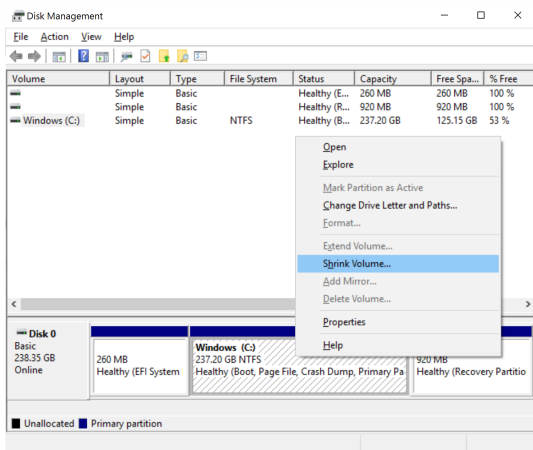 Disk Management
File Action View Help
Volume Layout Type File System Status Capacity Free Spa... % Free
Simple Basic Healthy (E... 260 MB 260 MB 100 %
Simple Basic Healthy (R... 920 MB 920 MB 100 %
Windows (C:) Simple Basic NTFS Healthy (B... 237.20 GB 125.15 GB 53 %
Open
Explore
Mark Partition as Active
Change Drive Letter and Paths...
Format...
Extend Volume...
Shrink Volume...
Add Mirror...
Delete Volume...
Properties
Help
Disk 0
Basic
238.35 GB
Online
260 MB
Healthy (EFI System
Windows (C:)
237.20 GB NTFS
Healthy (Boot, Page File, Crash Dump, Primary Pa
920 MB
Healthy (Recovery Partitio
Unallocated Primary partition